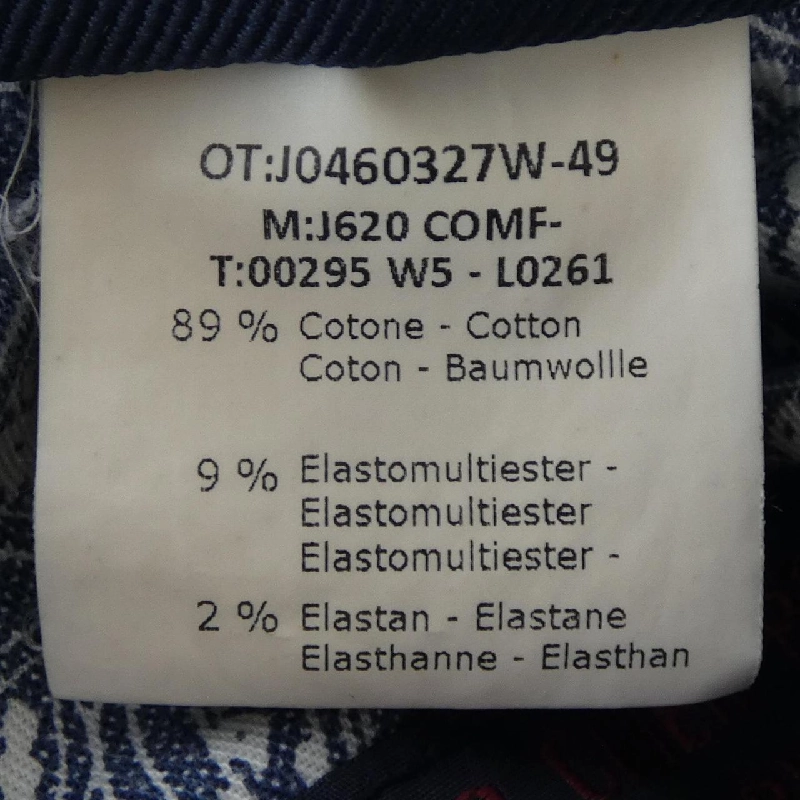 OT:J0460327W-49
M:J620 COMF-
T:00295 W5 - L0261
89 % Cotone - Cotton
Coton - Baumwollle
9 % Elastomultiester -
Elastomultiester
Elastomultiester -
2 % Elastan - Elastane
Elasthanne - Elasthan